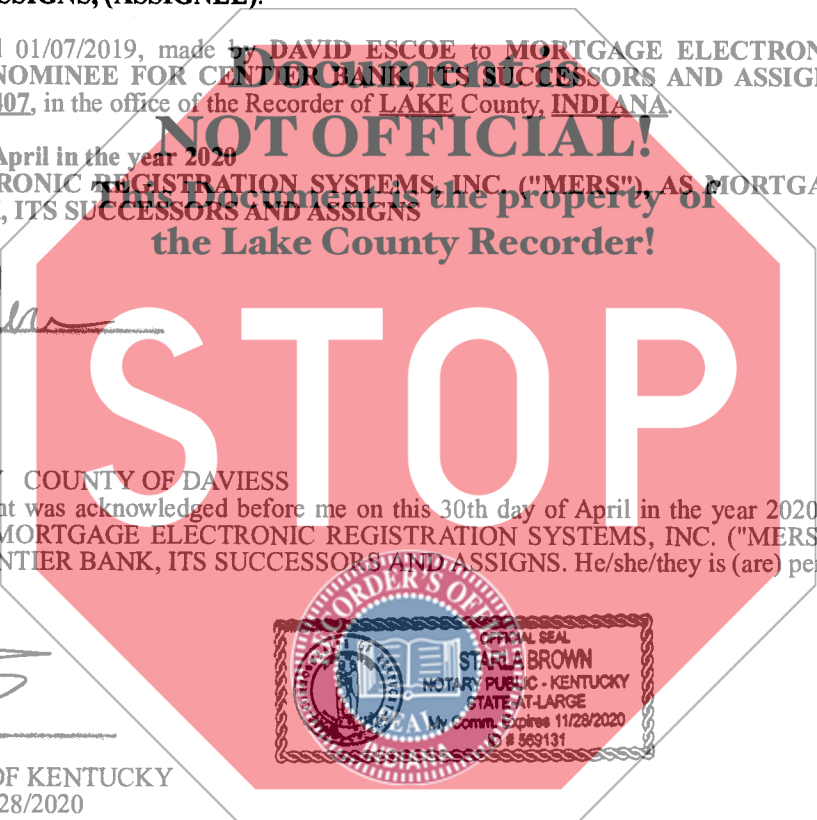 SSIGNS, (ASSIGNEE).
01/07/2019, made by DAVID ESCOE to MORTGAGE ELECTRON
NOMINEE FOR CENTIER BANK, ITS SUCCESSORS AND ASSIG
407, in the office of the Recorder of LAKE County, INDIANA.
Document is
NOT OFFICIAL!
This Document is the property of
the Lake County Recorder!
April in the year 2020
RONIC REGISTRATION SYSTEMS, INC. ("MERS"), AS MORTGA
, ITS SUCCESSORS AND ASSIGNS
STOP
COUNTY OF DAVIESS
nt was acknowledged before me on this 30th day of April in the year 2020
MORTGAGE ELECTRONIC REGISTRATION SYSTEMS, INC. ("MERS
NTIER BANK, ITS SUCCESSORS AND ASSIGNS. He/she/they is (are) per
RECORDER'S OFFICE
SEAL
INDIANA
OFFICIAL SEAL
STARLA BROWN
NOTARY PUBLIC - KENTUCKY
STATE-AT-LARGE
My Comm. Expires 11/28/2020
ID # 569131
OF KENTUCKY
28/2020